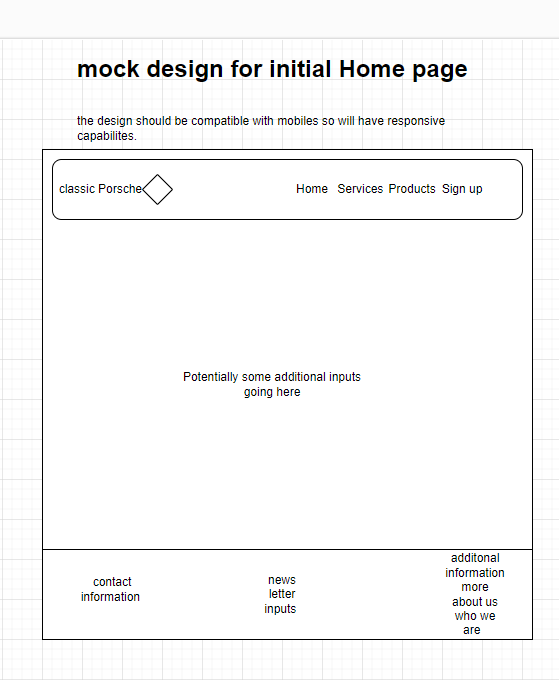 mock design for initial Home page
the design should be compatible with mobiles so will have responsive
capabilites.
classic Porsche Home Services Products Sign up
Potentially some additional inputs
going here
contact
information
news
letter
inputs
additonal
information
more
about us
who we
are